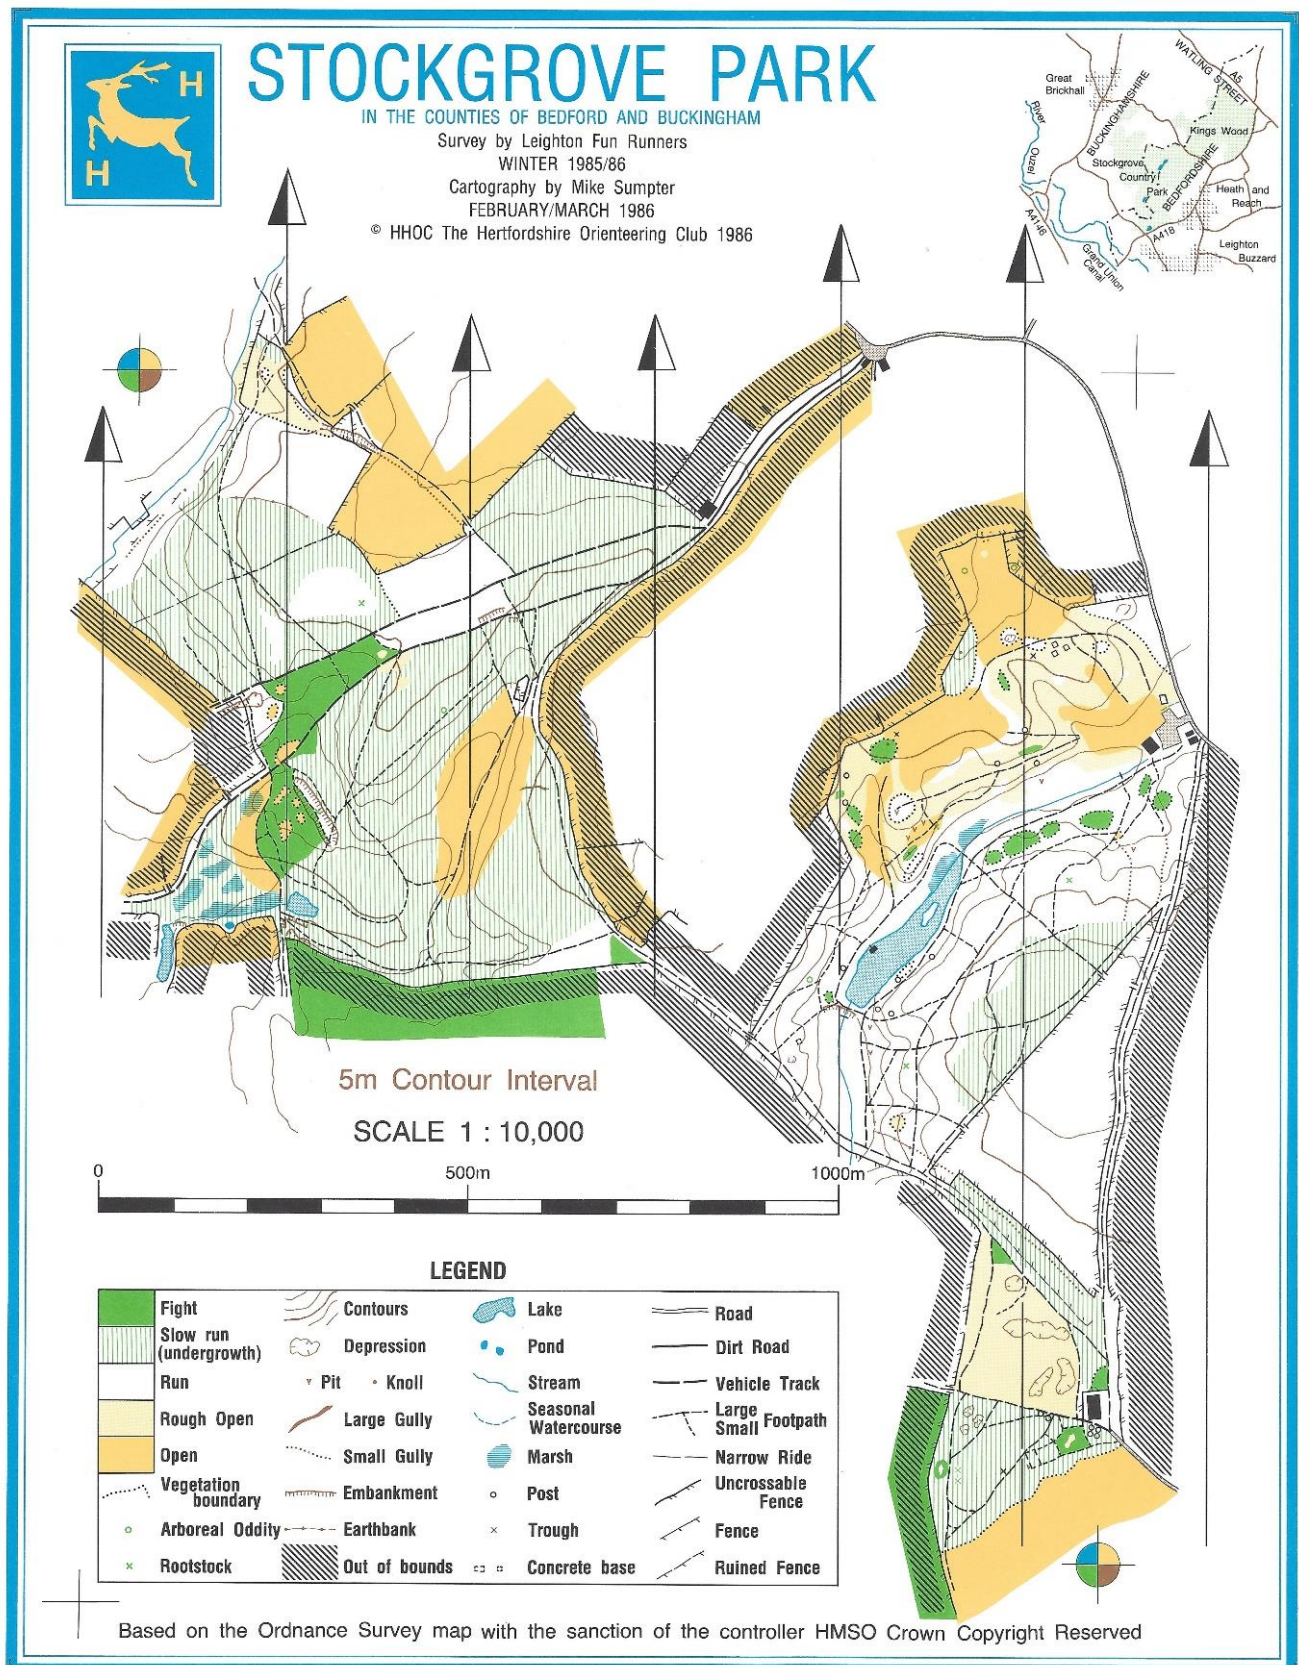 H
H
STOCKGROVE PARK
IN THE COUNTIES OF BEDFORD AND BUCKINGHAM
Survey by Leighton Fun Runners
WINTER 1985/86
Cartography by Mike Sumpter
FEBRUARY/MARCH 1986
© HHOC The Hertfordshire Orienteering Club 1986
WATLING STREET
A5
Great
Brickhall
BUCKINGHAMSHIRE
River
Ouzel
Kings Wood
Stockgrove
Country
Park
BEDFORDSHIRE
Heath and
Reach
A4146
A418
Grand Union
Canal
Leighton
Buzzard
5m Contour Interval
SCALE 1 : 10,000
0
500m
1000m
LEGEND
Fight
Slow run
(undergrowth)
Run
Rough Open
Open
Vegetation
boundary
Arboreal Oddity
Rootstock
Contours
Depression
Pit
Knoll
Large Gully
Small Gully
Embankment
Earthbank
Out of bounds
Lake
Pond
Stream
Seasonal
Watercourse
Marsh
Post
Trough
Concrete base
Road
Dirt Road
Vehicle Track
Large
Small Footpath
Narrow Ride
Uncrossable
Fence
Fence
Ruined Fence
Based on the Ordnance Survey map with the sanction of the controller HMSO Crown Copyright Reserved